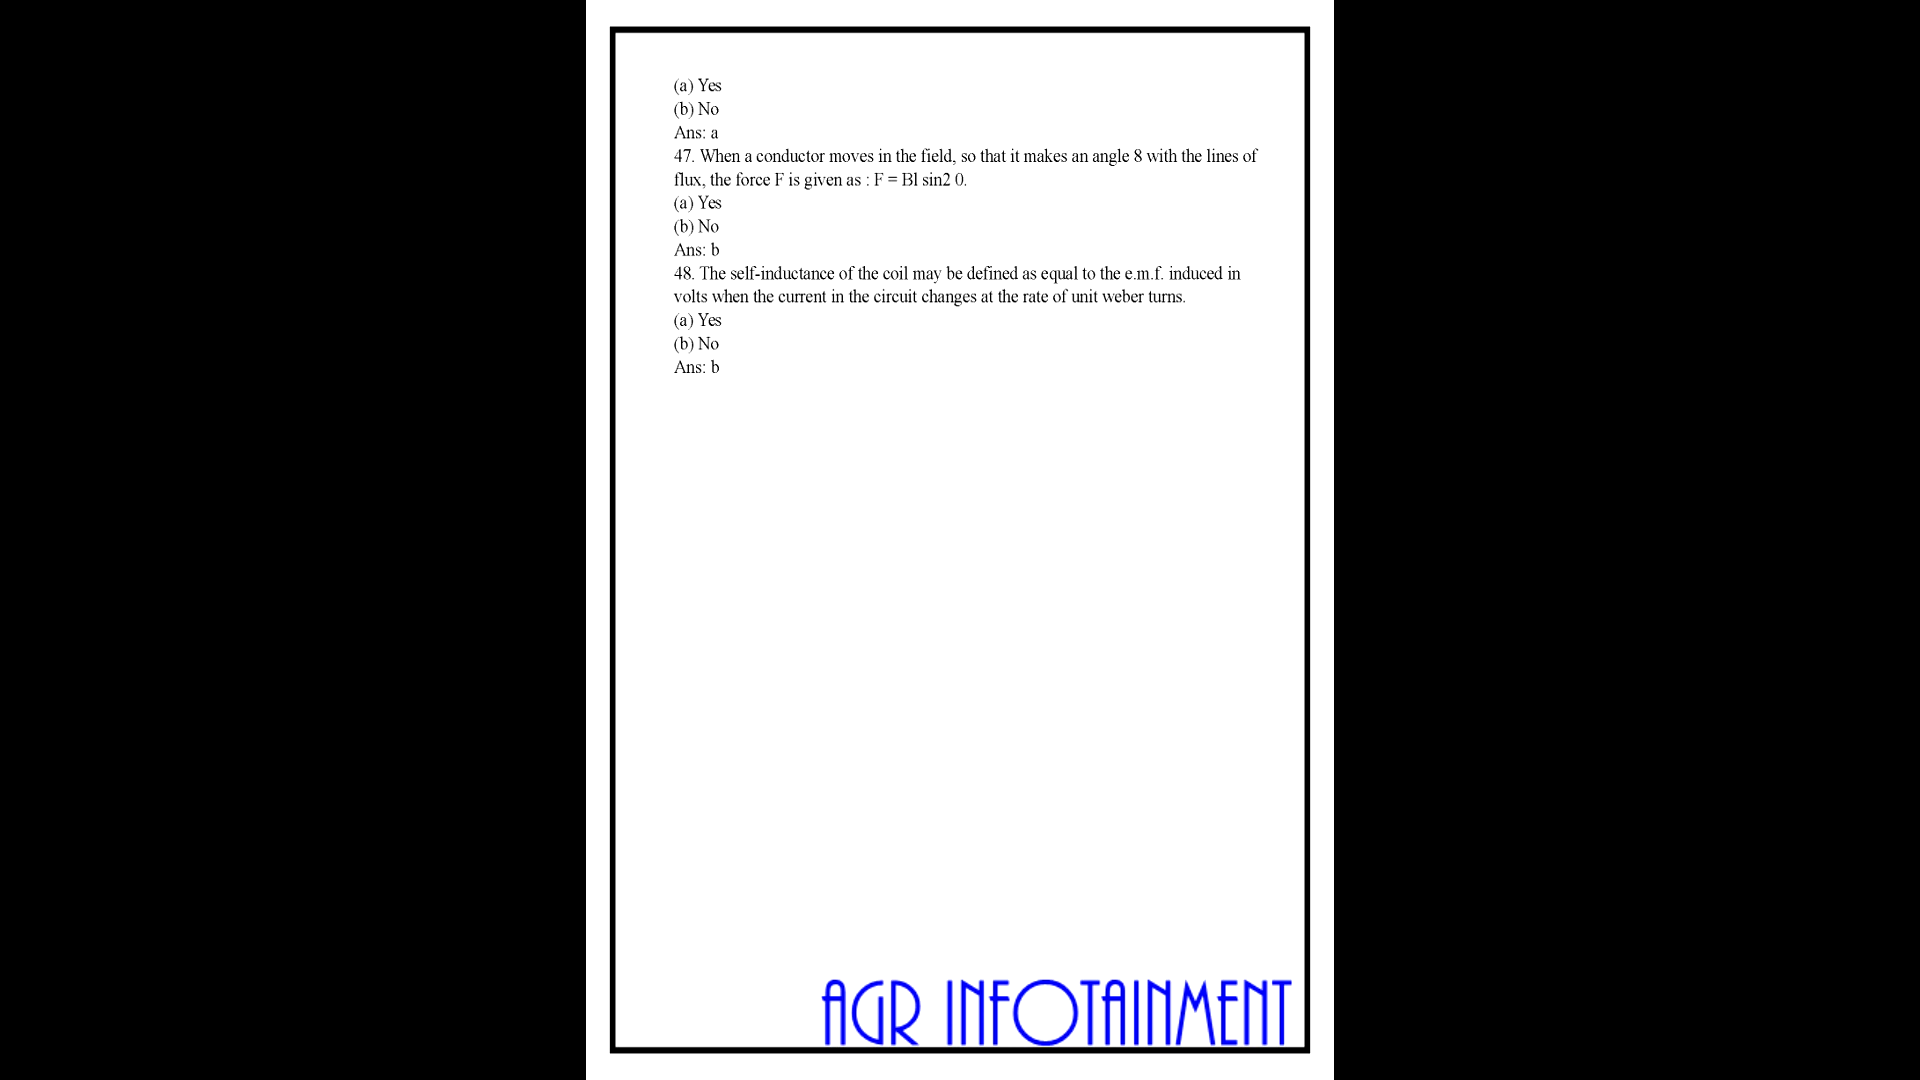 (a) Yes
(b) No
Ans: a
47. When a conductor moves in the field, so that it makes an angle 8 with the lines of
flux, the force F is given as : F = Bl sin2 0.
(a) Yes
(b) No
Ans: b
48. The self-inductance of the coil may be defined as equal to the e.m.f. induced in
volts when the current in the circuit changes at the rate of unit weber turns.
(a) Yes
(b) No
Ans: b
AGR INFOTAINMENT